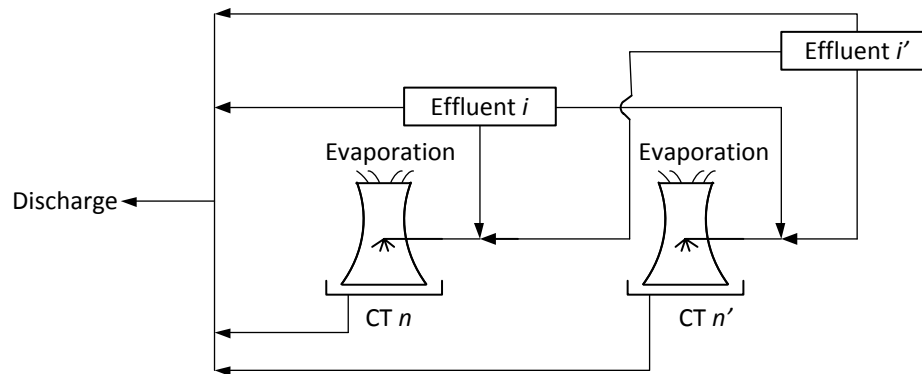 Effluent i’
Effluent i
Evaporation
Evaporation
Discharge
CT n
CT n’